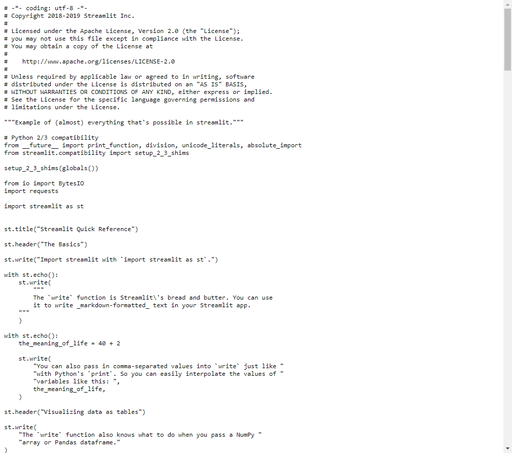 # -*- coding: utf-8 -*-
# Copyright 2018-2019 Streamlit Inc.
#
# Licensed under the Apache License, Version 2.0 (the "License");
# you may not use this file except in compliance with the License.
# You may obtain a copy of the License at
#
#    http://www.apache.org/licenses/LICENSE-2.0
#
# Unless required by applicable law or agreed to in writing, software
# distributed under the License is distributed on an "AS IS" BASIS,
# WITHOUT WARRANTIES OR CONDITIONS OF ANY KIND, either express or implied.
# See the License for the specific language governing permissions and
# limitations under the License.

"""Example of (almost) everything that's possible in streamlit."""

# Python 2/3 compatibility
from __future__ import print_function, division, unicode_literals, absolute_import
from streamlit.compatibility import setup_2_3_shims

setup_2_3_shims(globals())

from io import BytesIO
import requests

import streamlit as st


st.title("Streamlit Quick Reference")

st.header("The Basics")

st.write("Import streamlit with `import streamlit as st`.")

with st.echo():
    st.write(
        """
        The `write` function is Streamlit\'s bread and butter. You can use
        it to write _markdown-formatted_ text in your Streamlit app.
    """
    )

with st.echo():
    the_meaning_of_life = 40 + 2

    st.write(
        "You can also pass in comma-separated values into `write` just like "
        "with Python's `print`. So you can easily interpolate the values of "
        "variables like this: ",
        the_meaning_of_life,
    )

st.header("Visualizing data as tables")

st.write(
    "The `write` function also knows what to do when you pass a NumPy "
    "array or Pandas dataframe."
)